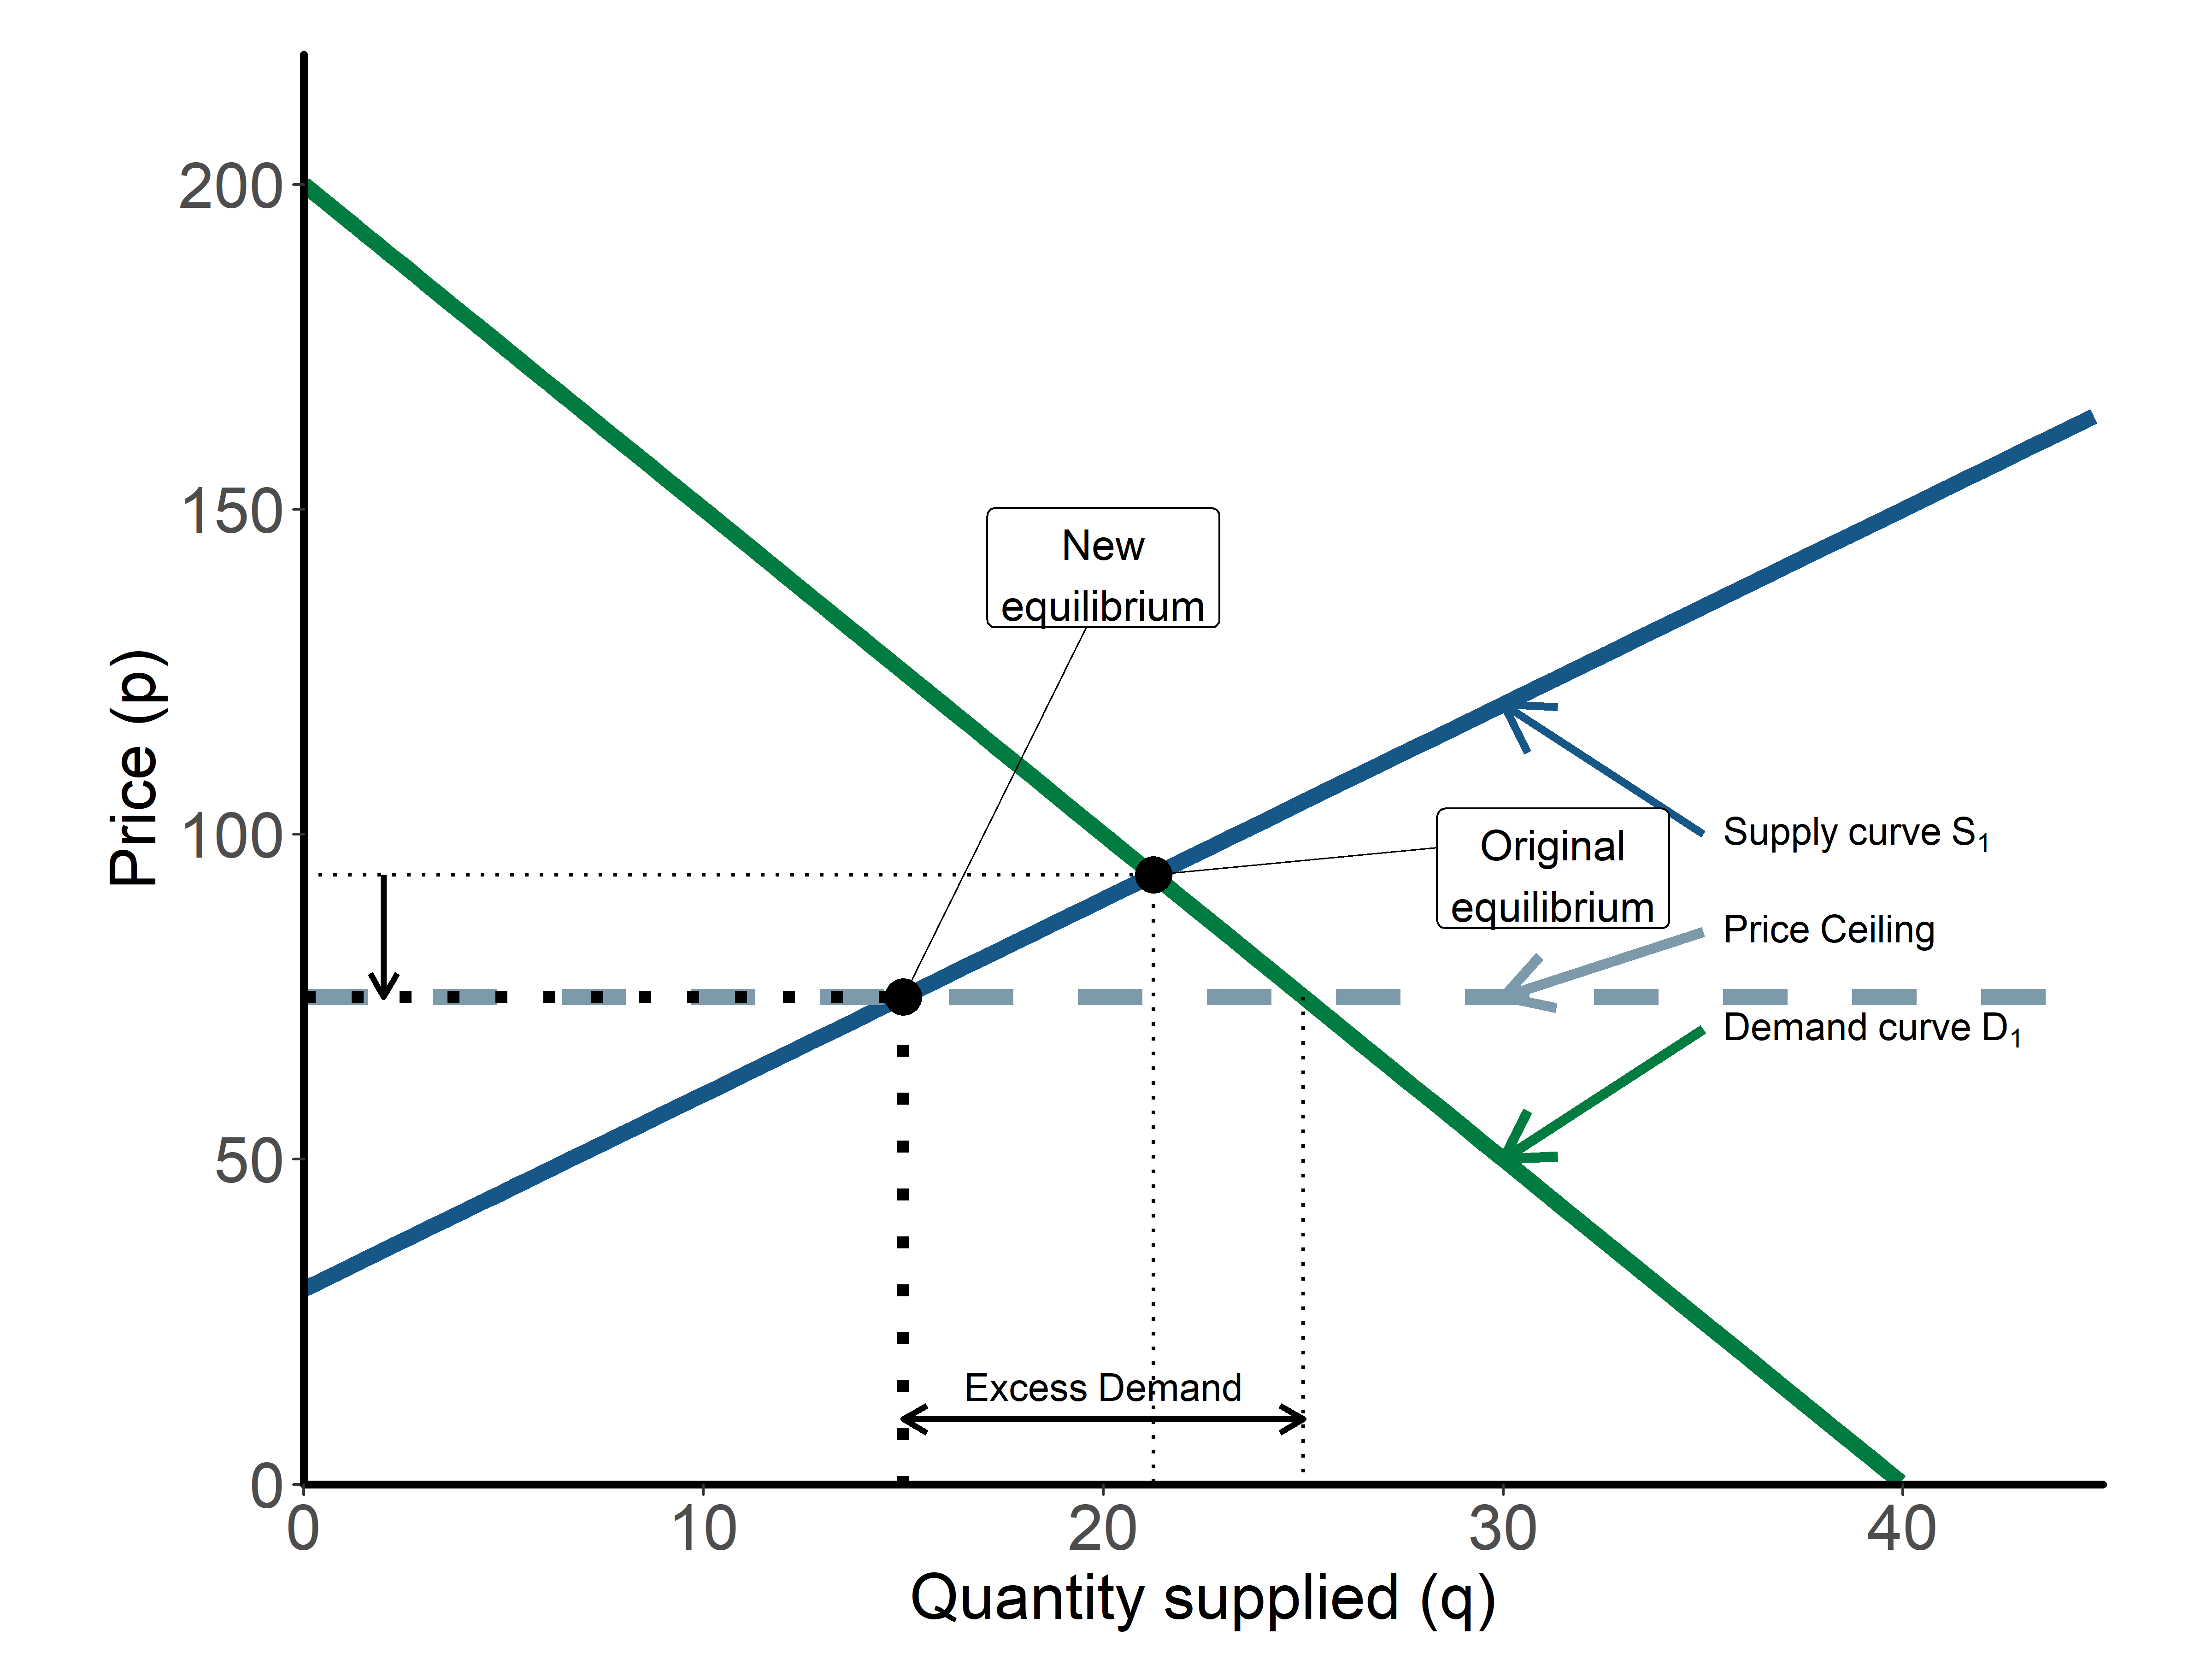 200
150
100
50
0
Price (p)
New
equilibrium
Original
equilibrium
Supply curve S₁
Price Ceiling
Demand curve D₁
Excess Demand
0 10 20 30 40
Quantity supplied (q)